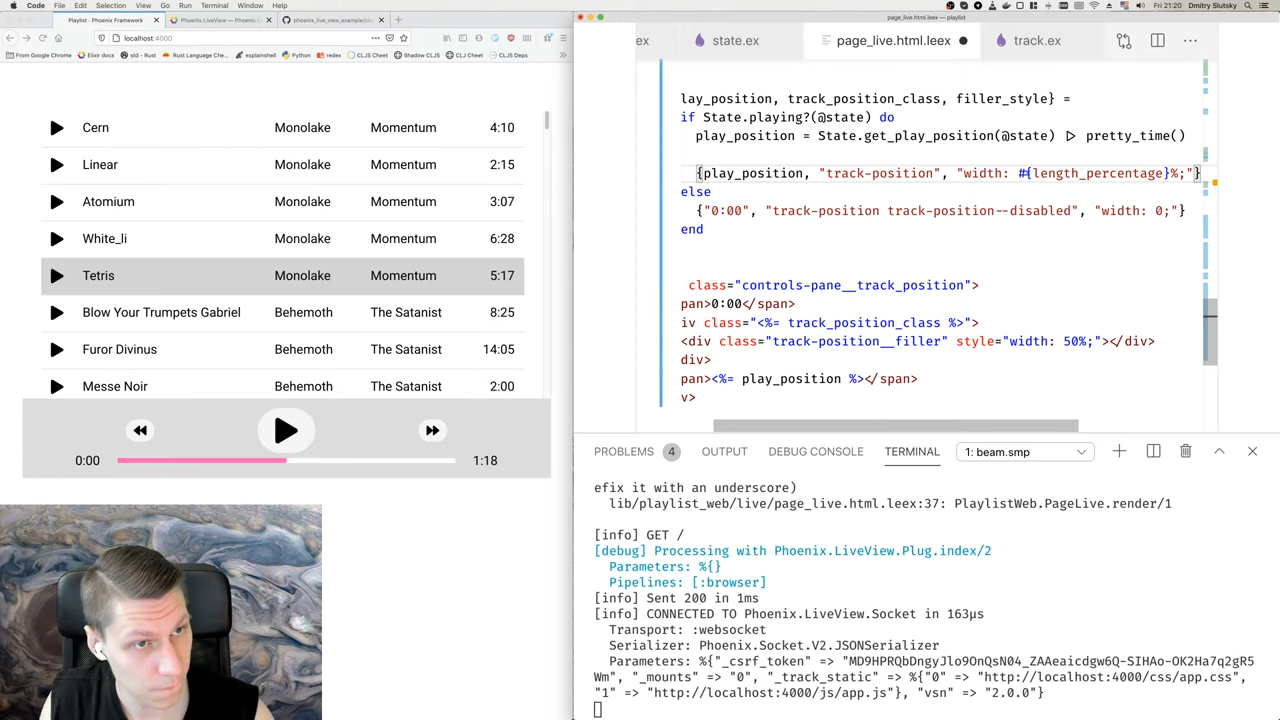 Code File Edit Selection View Go Run Terminal Window Help
Fri 21:20 Dmitry Slutsky
Playlist · Phoenix Framework
Phoenix.LiveView — Phoenix L
phoenix_live_view_example/cl
page_live.html.leex — playlist
localhost:4000
From Google Chrome Elixir docs std - Rust Rust Language Che explainshell Python redex CLJS Cheet Shadow CLJS CLJ Cheet CLJS Deps
ex state.ex page_live.html.leex track.ex
lay_position, track_position_class, filler_style} =
if State.playing?(@state) do
play_position = State.get_play_position(@state) |> pretty_time()
{play_position, "track-position", "width: #{length_percentage}%;"}
else
{"0:00", "track-position track-position--disabled", "width: 0;"}
end
class="controls-pane__track_position">
pan>0:00</span>
iv class="<%= track_position_class %>">
<div class="track-position__filler" style="width: 50%;"></div>
div>
pan><%= play_position %></span>
v>
Cern Monolake Momentum 4:10
Linear Monolake Momentum 2:15
Atomium Monolake Momentum 3:07
White_li Monolake Momentum 6:28
Tetris Monolake Momentum 5:17
Blow Your Trumpets Gabriel Behemoth The Satanist 8:25
Furor Divinus Behemoth The Satanist 14:05
Messe Noir Behemoth The Satanist 2:00
0:00 1:18
PROBLEMS 4 OUTPUT DEBUG CONSOLE TERMINAL 1: beam.smp
efix it with an underscore)
lib/playlist_web/live/page_live.html.leex:37: PlaylistWeb.PageLive.render/1
[info] GET /
[debug] Processing with Phoenix.LiveView.Plug.index/2
Parameters: %{}
Pipelines: [:browser]
[info] Sent 200 in 1ms
[info] CONNECTED TO Phoenix.LiveView.Socket in 163µs
Transport: :websocket
Serializer: Phoenix.Socket.V2.JSONSerializer
Parameters: %{"_csrf_token" => "MD9HPRQbDngyJlo9OnQsN04_ZAAeaicdgw6Q-SIHAo-OK2Ha7q2gR5
Wm", "_mounts" => "0", "_track_static" => %{"0" => "http://localhost:4000/css/app.css",
"1" => "http://localhost:4000/js/app.js"}, "vsn" => "2.0.0"}